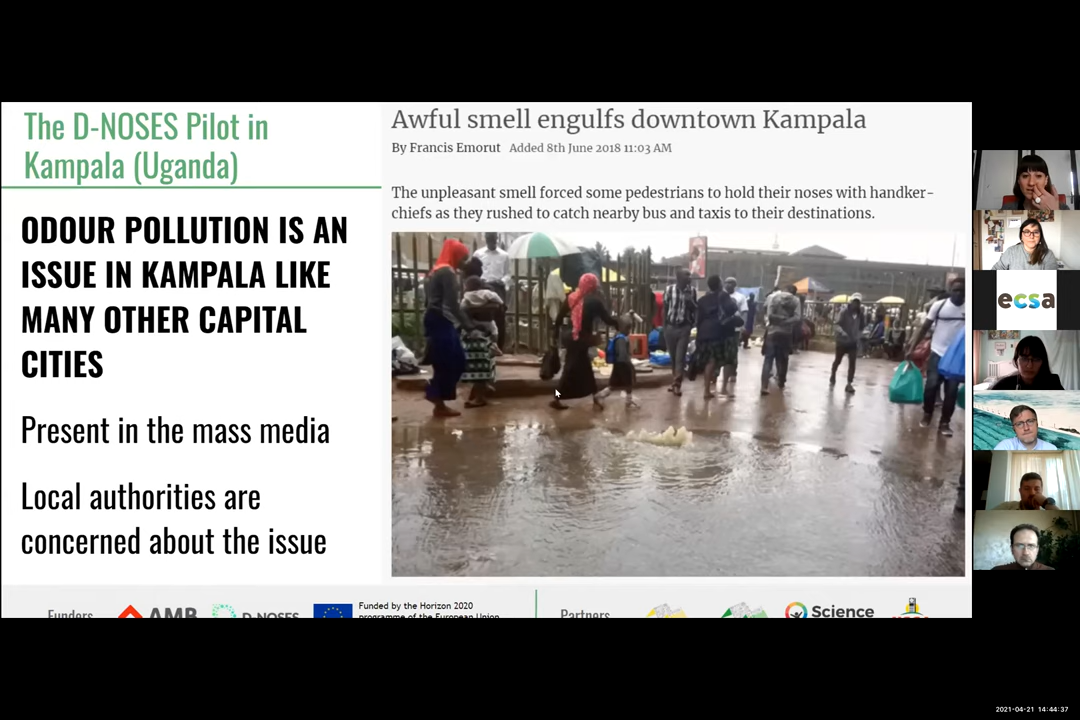 The D-NOSES Pilot in
Kampala (Uganda)
ODOUR POLLUTION IS AN
ISSUE IN KAMPALA LIKE
MANY OTHER CAPITAL
CITIES
Present in the mass media
Local authorities are
concerned about the issue
Awful smell engulfs downtown Kampala
By Francis Emorut Added 8th June 2018 11:03 AM
The unpleasant smell forced some pedestrians to hold their noses with handker-
chiefs as they rushed to catch nearby bus and taxis to their destinations.
ecsa
Funders
AMB
D-NOSES
Funded by the Horizon 2020
programme of the European Union
Partners
Science
2021-04-21 14:44:37